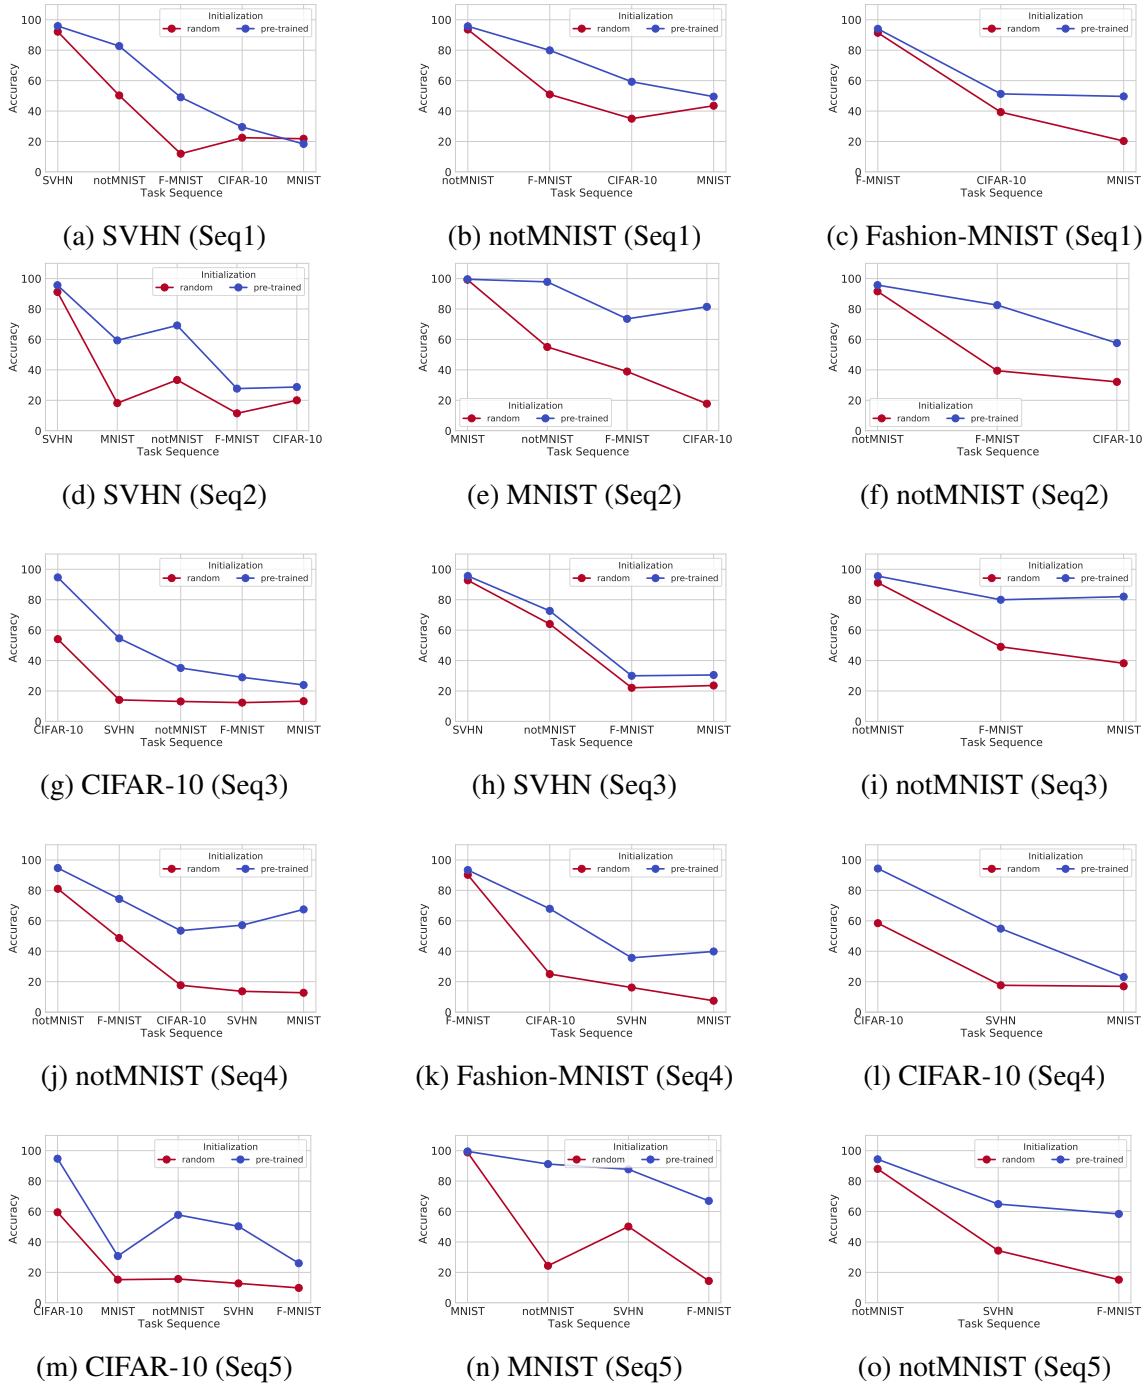 Initialization
random pre-trained
100
80
60
40
20
0
Accuracy
SVHN notMNIST F-MNIST CIFAR-10 MNIST
Task Sequence
(a) SVHN (Seq1)
Initialization
random pre-trained
100
80
60
40
20
0
Accuracy
notMNIST F-MNIST CIFAR-10 MNIST
Task Sequence
(b) notMNIST (Seq1)
Initialization
random pre-trained
100
80
60
40
20
0
Accuracy
F-MNIST CIFAR-10 MNIST
Task Sequence
(c) Fashion-MNIST (Seq1)
Initialization
random pre-trained
100
80
60
40
20
0
Accuracy
SVHN MNIST notMNIST F-MNIST CIFAR-10
Task Sequence
(d) SVHN (Seq2)
100
80
60
40
20
0
Accuracy
Initialization
random pre-trained
MNIST notMNIST F-MNIST CIFAR-10
Task Sequence
(e) MNIST (Seq2)
100
80
60
40
20
0
Accuracy
Initialization
random pre-trained
notMNIST F-MNIST CIFAR-10
Task Sequence
(f) notMNIST (Seq2)
Initialization
random pre-trained
100
80
60
40
20
0
Accuracy
CIFAR-10 SVHN notMNIST F-MNIST MNIST
Task Sequence
(g) CIFAR-10 (Seq3)
Initialization
random pre-trained
100
80
60
40
20
0
Accuracy
SVHN notMNIST F-MNIST MNIST
Task Sequence
(h) SVHN (Seq3)
Initialization
random pre-trained
100
80
60
40
20
0
Accuracy
notMNIST F-MNIST MNIST
Task Sequence
(i) notMNIST (Seq3)
Initialization
random pre-trained
100
80
60
40
20
0
Accuracy
notMNIST F-MNIST CIFAR-10 SVHN MNIST
Task Sequence
(j) notMNIST (Seq4)
Initialization
random pre-trained
100
80
60
40
20
0
Accuracy
F-MNIST CIFAR-10 SVHN MNIST
Task Sequence
(k) Fashion-MNIST (Seq4)
Initialization
random pre-trained
100
80
60
40
20
0
Accuracy
CIFAR-10 SVHN MNIST
Task Sequence
(l) CIFAR-10 (Seq4)
Initialization
random pre-trained
100
80
60
40
20
0
Accuracy
CIFAR-10 MNIST notMNIST SVHN F-MNIST
Task Sequence
(m) CIFAR-10 (Seq5)
Initialization
random pre-trained
100
80
60
40
20
0
Accuracy
MNIST notMNIST SVHN F-MNIST
Task Sequence
(n) MNIST (Seq5)
Initialization
random pre-trained
100
80
60
40
20
0
Accuracy
notMNIST SVHN F-MNIST
Task Sequence
(o) notMNIST (Seq5)